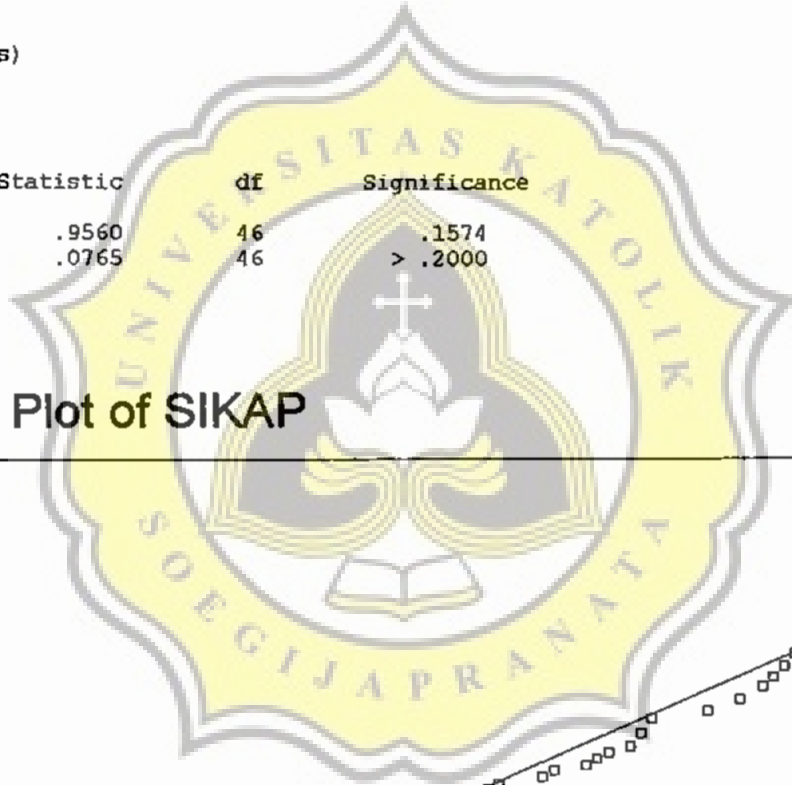 s)
Statistic df Significance
.9560 46 .1574
.0765 46 > .2000
Plot of SIKAP
UNIVERSITAS KATOLIK
SOEGIJAPRANATA